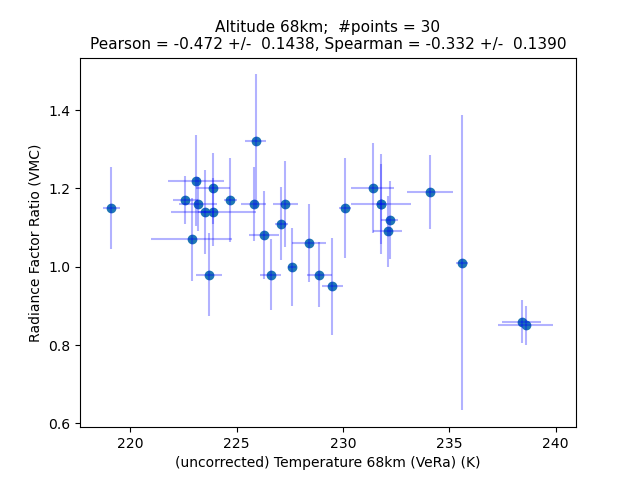 Altitude 68km;  #points = 30
Pearson = -0.472 +/-  0.1438, Spearman = -0.332 +/-  0.1390
1.4
1.2
1.0
0.8
0.6
Radiance Factor Ratio (VMC)
220 225 230 235 240
(uncorrected) Temperature 68km (VeRa) (K)